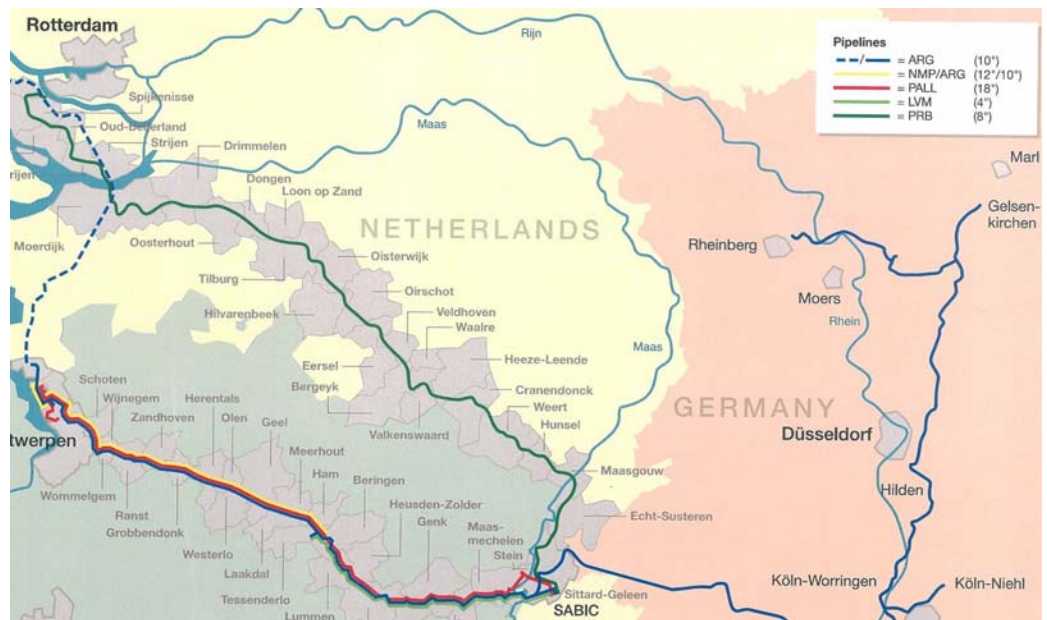 Rotterdam
Rijn
Pipelines
= ARG (10")
= NMP/ARG (12"/10")
= PALL (18")
= LVM (4")
= PRB (8")
Spijkenisse
Oud-Beijerland
Strijen
Drimmelen
Maas
Maas
Marl
rijen
Dongen
Loon op Zand
Gelsen-
kirchen
NETHERLANDS
Moerdijk
Oosterhout
Oisterwijk
Rheinberg
Tilburg
Oirschot
Moers
Hilvarenbeek
Veldhoven
Waalre
Rhein
Maas
Eersel
Heeze-Leende
Bergeyk
Schoten
Wijnegem
Herentals
Cranendonck
Zandhoven
Olen
Weert
GERMANY
Geel
Hunsel
Düsseldorf
twerpen
Valkenswaard
Meerhout
Ham
Maasgouw
Beringen
Hilden
Wommelgem
Heusden-Zolder
Ranst
Genk
Echt-Susteren
Grobbendonk
Maas-
mechelen
Westerlo
Stein
Laakdal
Köln-Worringen
Köln-Niehl
Tessenderlo
Sittard-Geleen
Lummen
SABIC